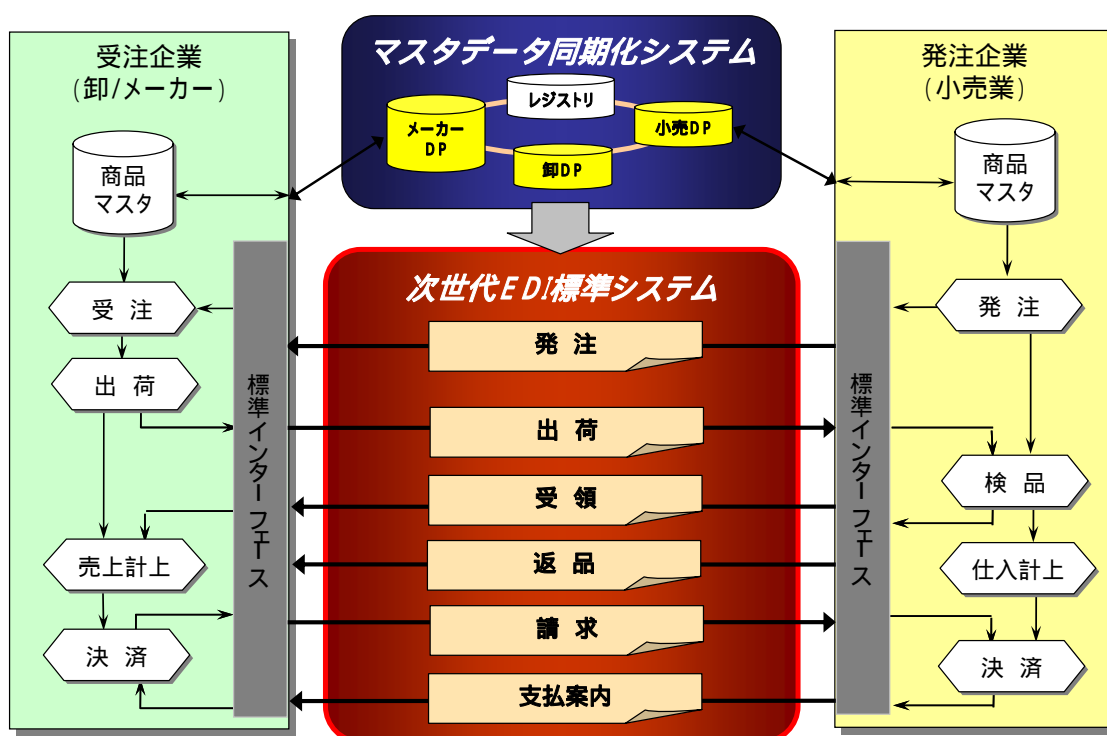 受注企業
(卸/メーカー)
商品
マスタ
受 注
出 荷
売上計上
決 済
標準インターフェース
マスタデータ同期化システム
レジストリ
メーカー
DP
小売DP
卸DP
次世代EDI標準システム
発 注
出 荷
受 領
返 品
請 求
支払案内
標準インターフェース
発注企業
(小売業)
商品
マスタ
発 注
検 品
仕入計上
決 済